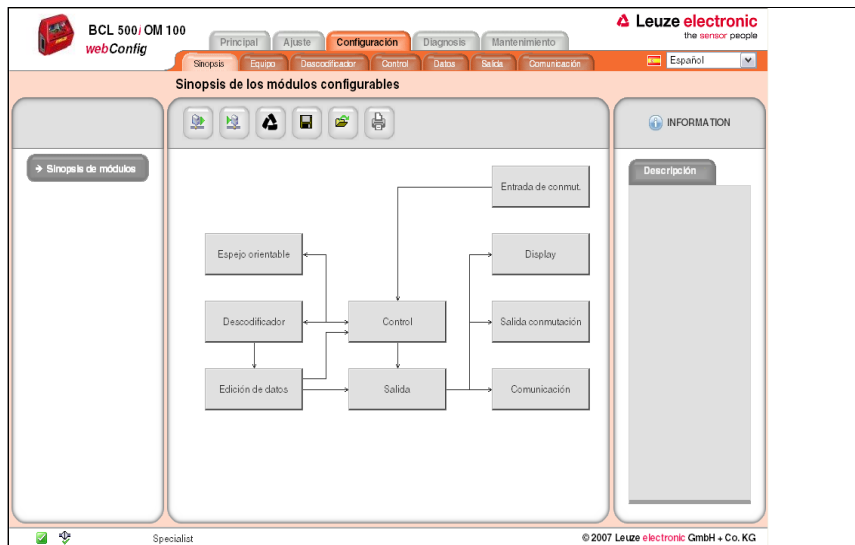 BCL 500i OM 100
webConfig
Principal
Ajuste
Configuración
Diagnosis
Mantenimiento
Leuze electronic
the sensor people
Sinopsis
Equipo
Descodificador
Control
Datos
Salida
Comunicación
Español
Sinopsis de los módulos configurables
INFORMATION
Sinopsis de módulos
Descripción
Entrada de conmut.
Espejo orientable
Display
Descodificador
Control
Salida conmutación
Edición de datos
Salida
Comunicación
Specialist
© 2007 Leuze electronic GmbH + Co. KG